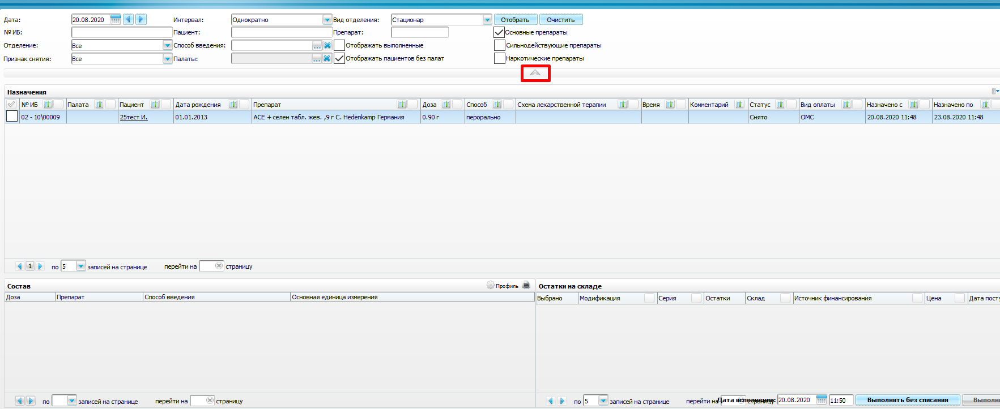 Дата: 20.08.2020 Интервал: Однократно Вид отделения: Стационар Отобрать Очистить
№ ИБ: Пациент: Препарат: Основные препараты
Отделение: Все Способ введения: ... Отображать выполненные Сильнодействующие препараты
Признак снятия: Все Палаты: ... Отображать пациентов без палат Наркотические препараты
Назначения
№ ИБ Палата Пациент Дата рождения Препарат Доза Способ Схема лекарственной терапии Время Комментарий Статус Вид оплаты Назначено с Назначено по
02 - 10\00009 25тест И. 01.01.2013 АСЕ + селен табл. жев. ,9 г С. Hedenkamp Германия 0.90 г перорально Снято ОМС 20.08.2020 11:48 23.08.2020 11:48
1 по 5 записей на странице перейти на страницу
Состав Профиль
Доза Препарат Способ введения Основная единица измерения
по записей на странице перейти на страницу
Остатки на складе
Выбрано Модификация Серия Остатки Склад Источник финансирования Цена Дата пост
по 5 записей на странице перейти на страницу Дата исполнения: 20.08.2020 11:50 Выполнить без списания Выполн